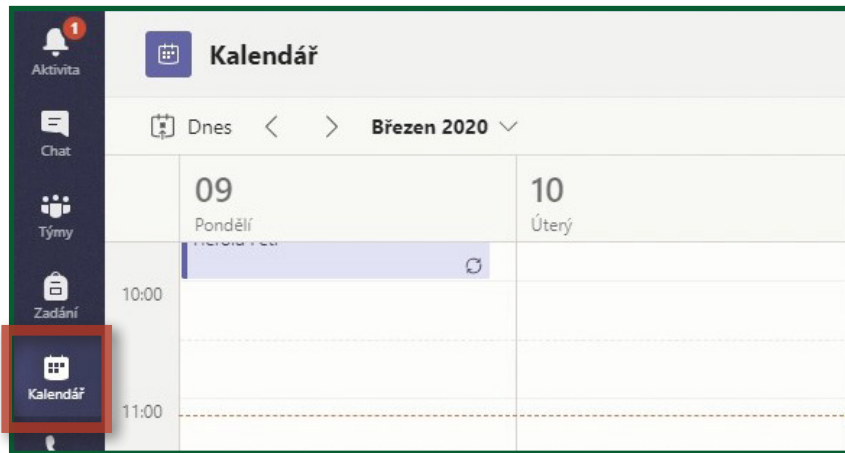 1
Aktivita
Chat
Týmy
Zadání
Kalendář
Kalendář
Dnes
Březen 2020
09
Pondělí
10
Úterý
10:00
11:00